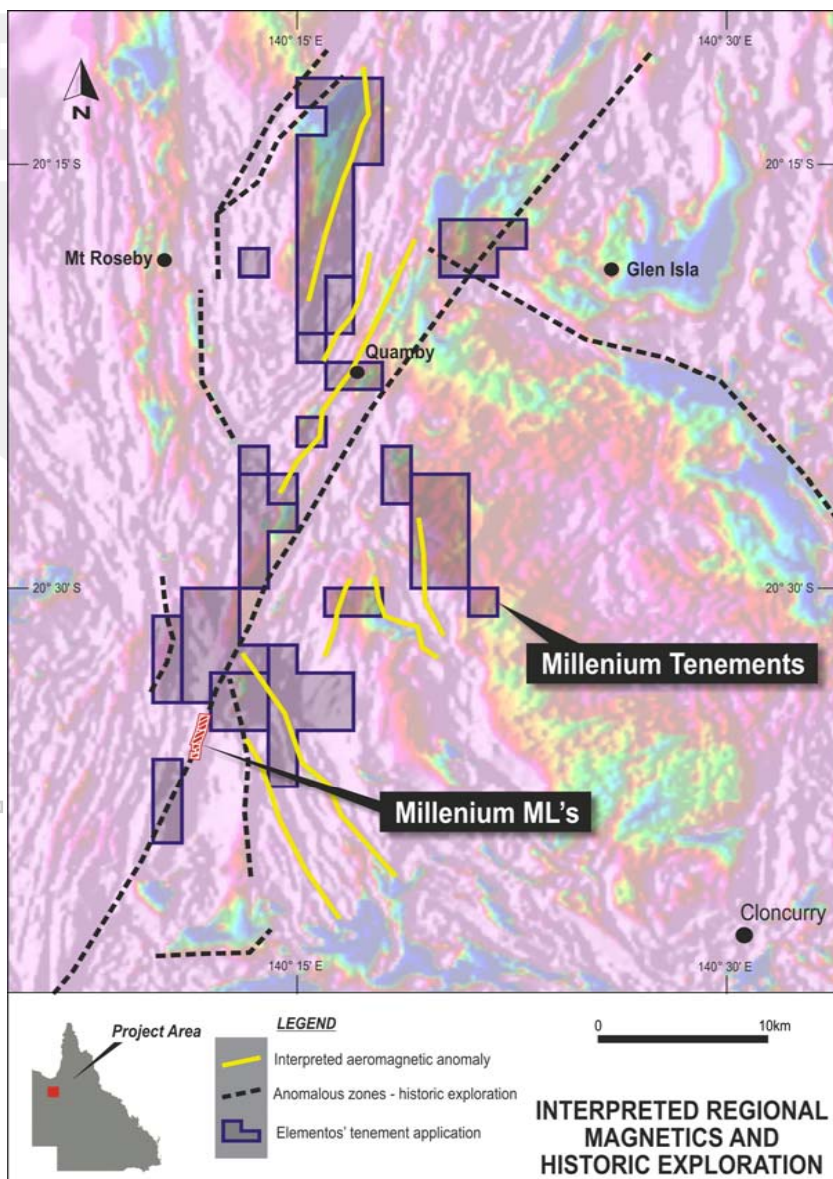 140° 15' E
140° 30' E
N
20° 15' S
20° 15' S
Mt Roseby
Glen Isla
Quamby
20° 30' S
20° 30' S
Millenium Tenements
Millenium ML's
Cloncurry
140° 15' E
140° 30' E
Project Area
LEGEND
Interpreted aeromagnetic anomaly
Anomalous zones - historic exploration
Elementos' tenement application
0
10km
INTERPRETED REGIONAL
MAGNETICS AND
HISTORIC EXPLORATION